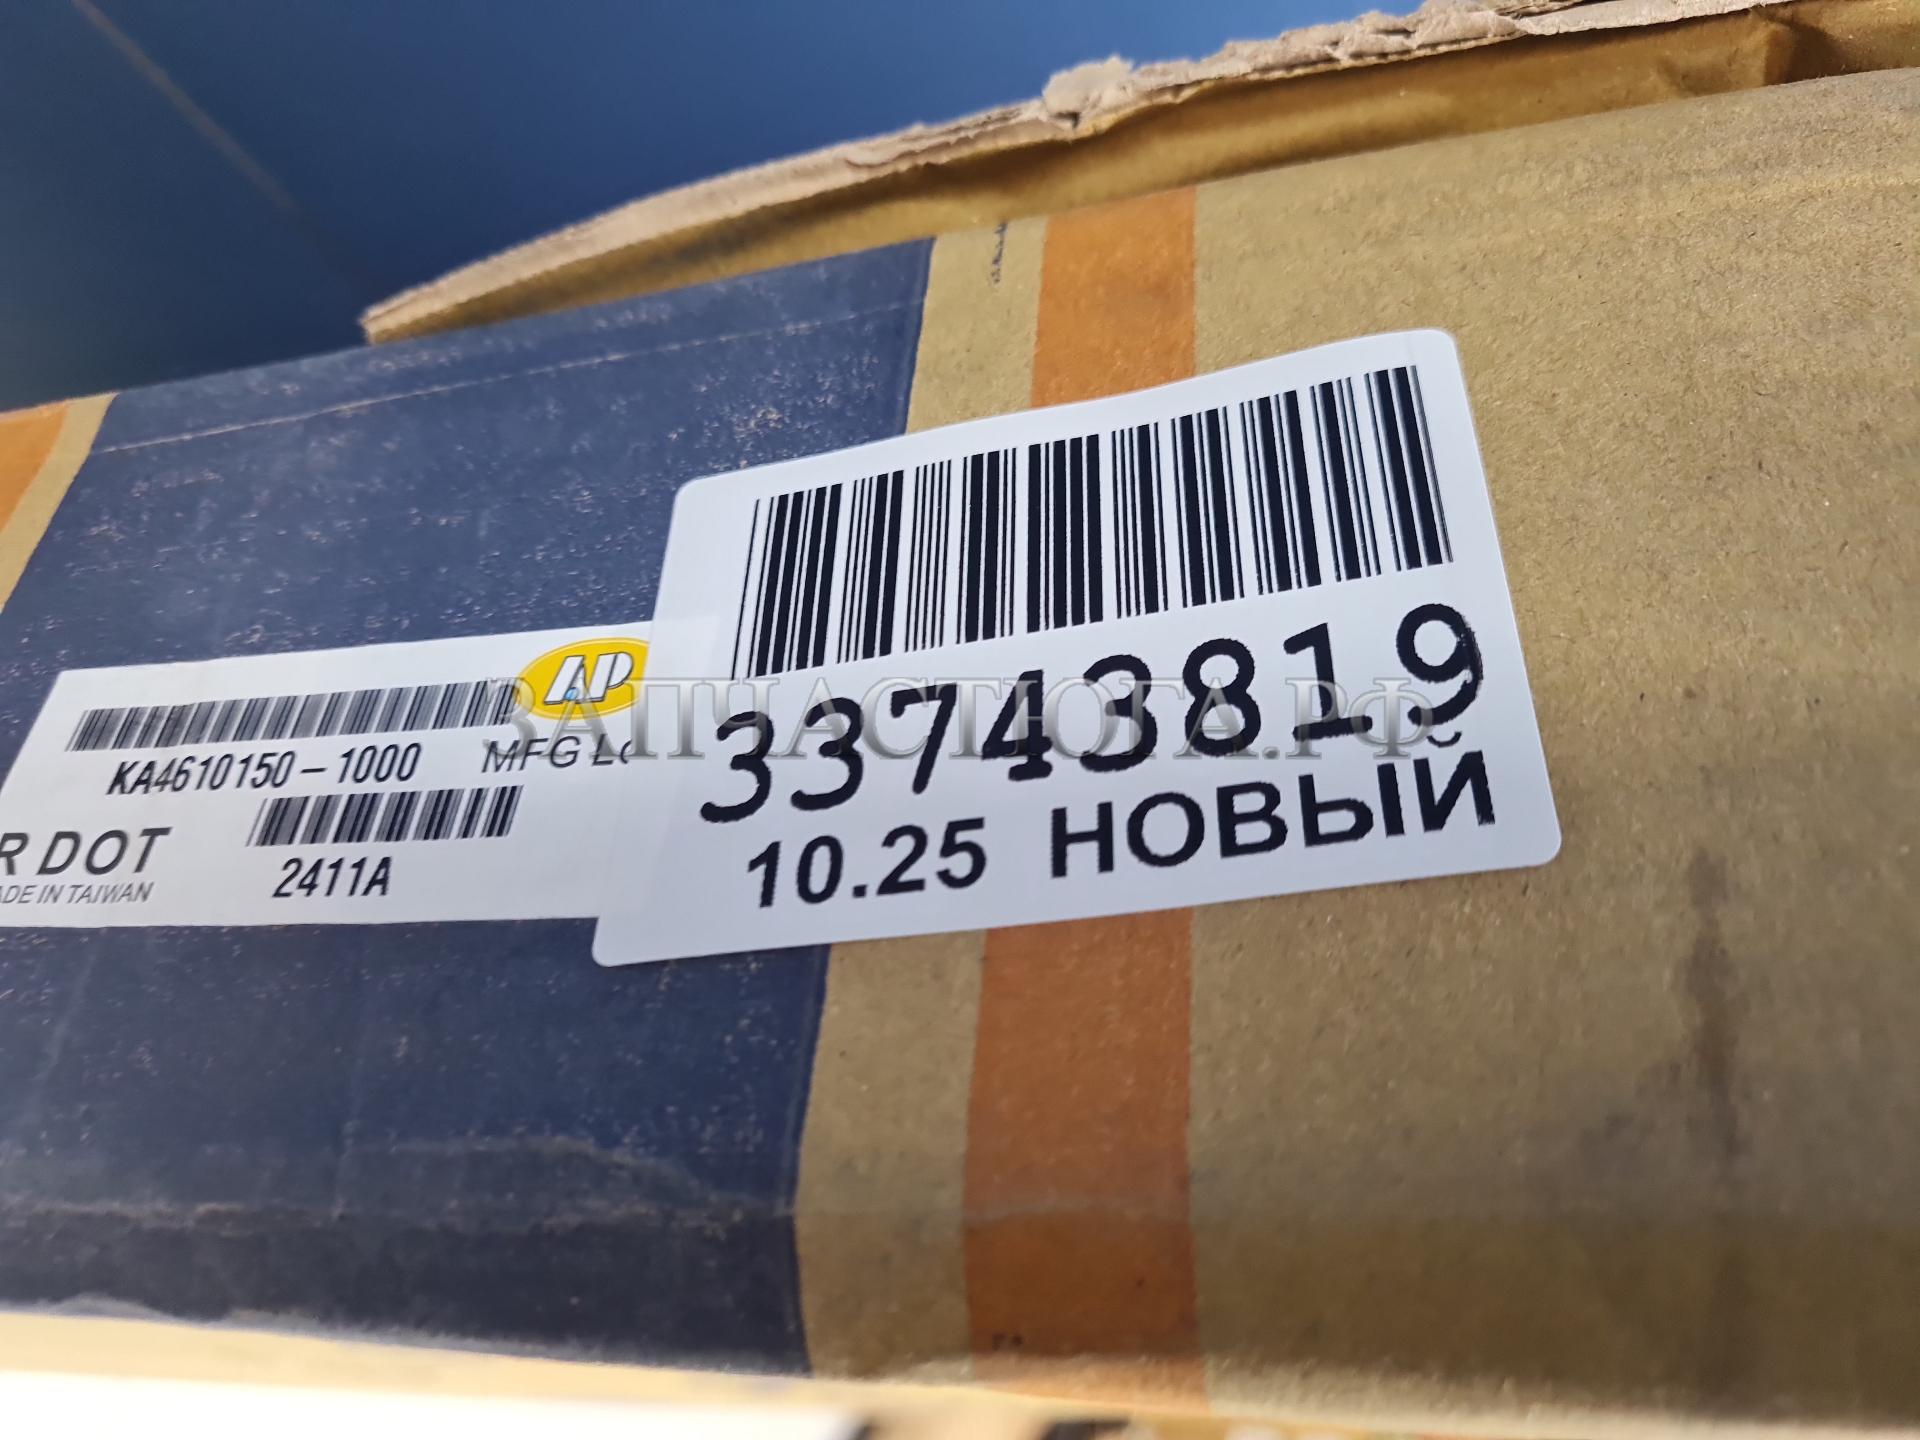 AP
KA4610150-1000
MFG L
R DOT
ADE IN TAIWAN
2411A
33743819
10.25 НОВЫЙ
ЗАПЧАСТЮГА.РФ